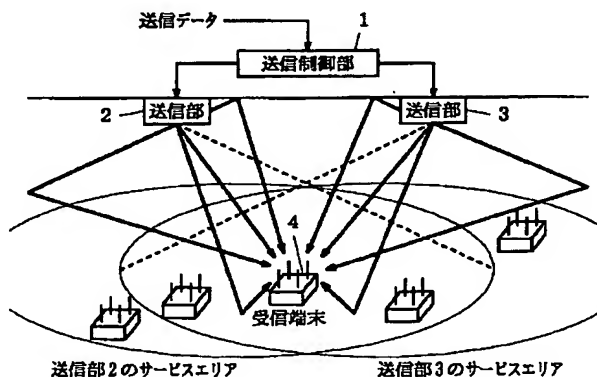 送信データ
1
送信制御部
2
送信部
送信部
3
4
受信端末
送信部2のサービスエリア
送信部3のサービスエリア